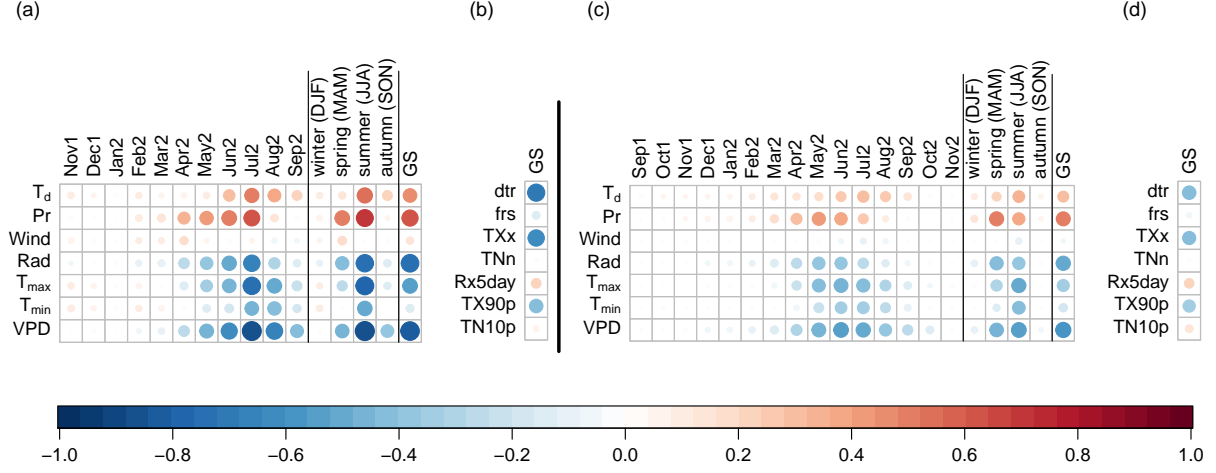 (a)
(b)
(c)
(d)
Nov1
Dec1
Jan2
Feb2
Mar2
Apr2
May2
Jun2
Jul2
Aug2
Sep2
winter (DJF)
spring (MAM)
summer (JJA)
autumn (SON)
GS
Td
Pr
Wind
Rad
Tmax
Tmin
VPD
GS
dtr
frs
TXx
TNn
Rx5day
TX90p
TN10p
Sep1
Oct1
Nov1
Dec1
Jan2
Feb2
Mar2
Apr2
May2
Jun2
Jul2
Aug2
Sep2
Oct2
Nov2
winter (DJF)
spring (MAM)
summer (JJA)
autumn (SON)
GS
Td
Pr
Wind
Rad
Tmax
Tmin
VPD
GS
dtr
frs
TXx
TNn
Rx5day
TX90p
TN10p
−1.0
−0.8
−0.6
−0.4
−0.2
0.0
0.2
0.4
0.6
0.8
1.0